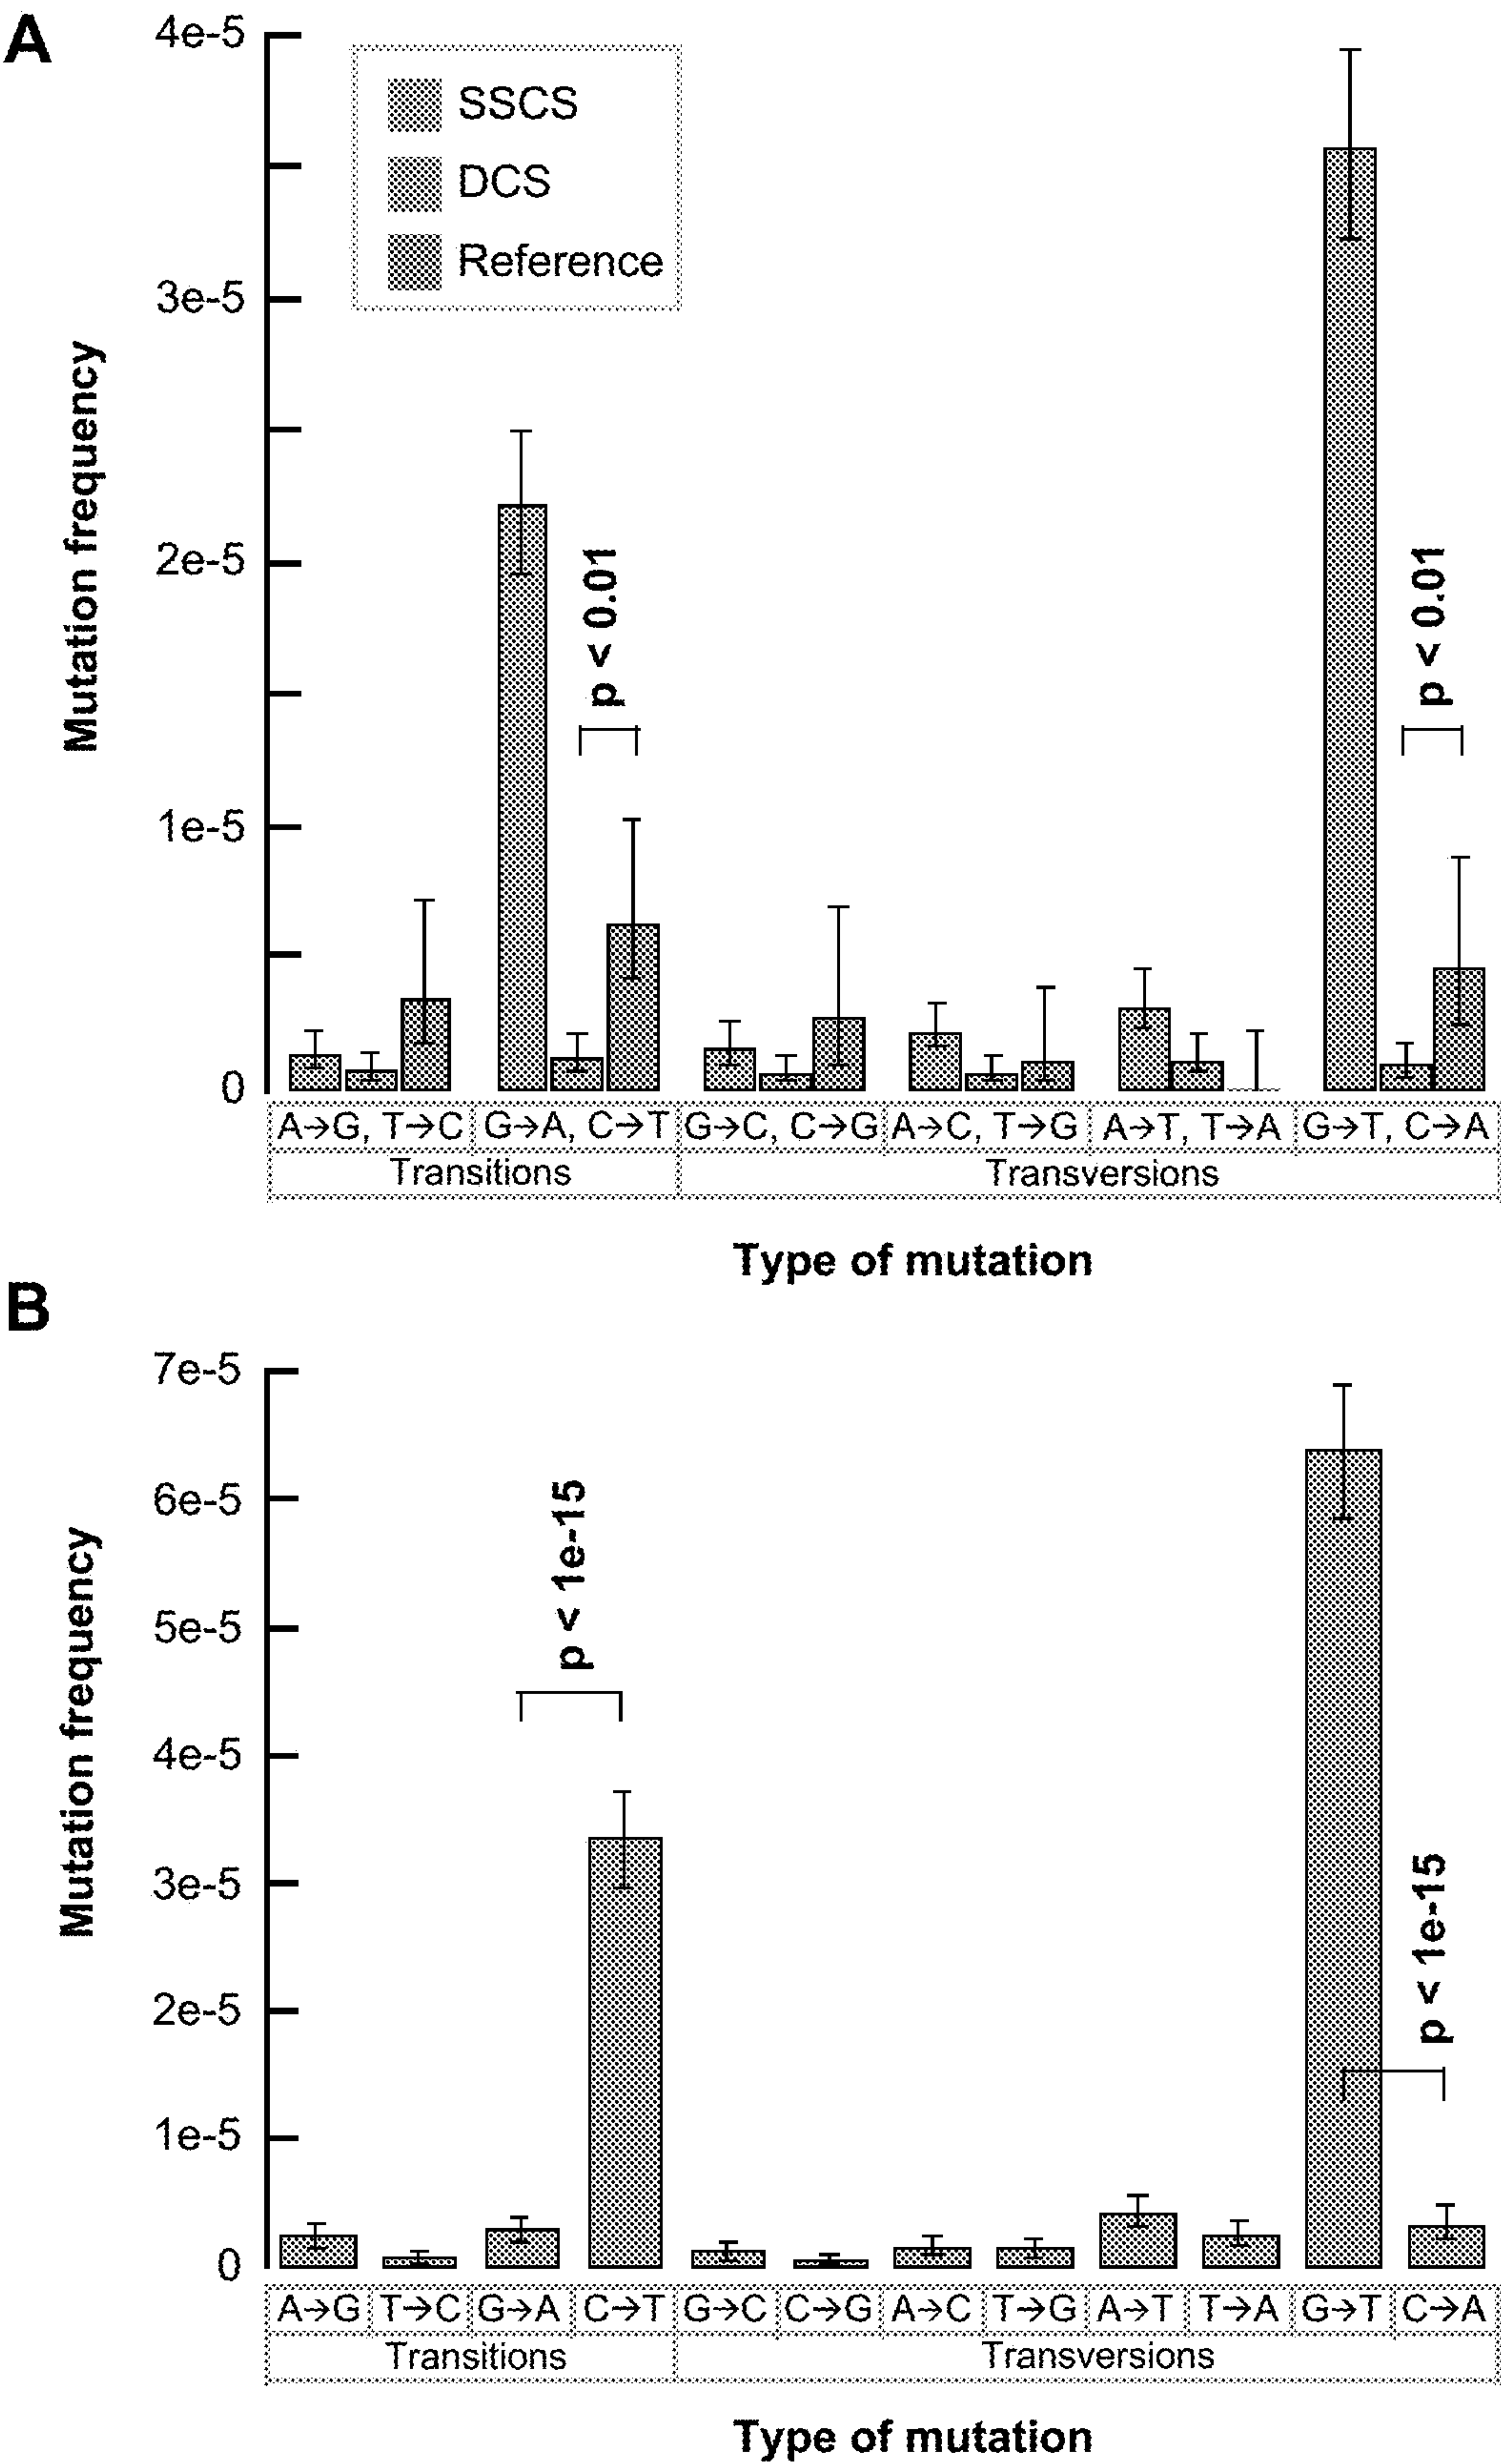 A
4e-5
3e-5
2e-5
1e-5
0
Mutation frequency
SSCS
DCS
Reference
p < 0.01
p < 0.01
A→G, T→C G→A, C→T G→C, C→G A→C, T→G A→T, T→A G→T, C→A
Transitions Transversions
Type of mutation
B
7e-5
6e-5
5e-5
4e-5
3e-5
2e-5
1e-5
0
Mutation frequency
p < 1e-15
p < 1e-15
A→G T→C G→A C→T G→C C→G A→C T→G A→T T→A G→T C→A
Transitions Transversions
Type of mutation